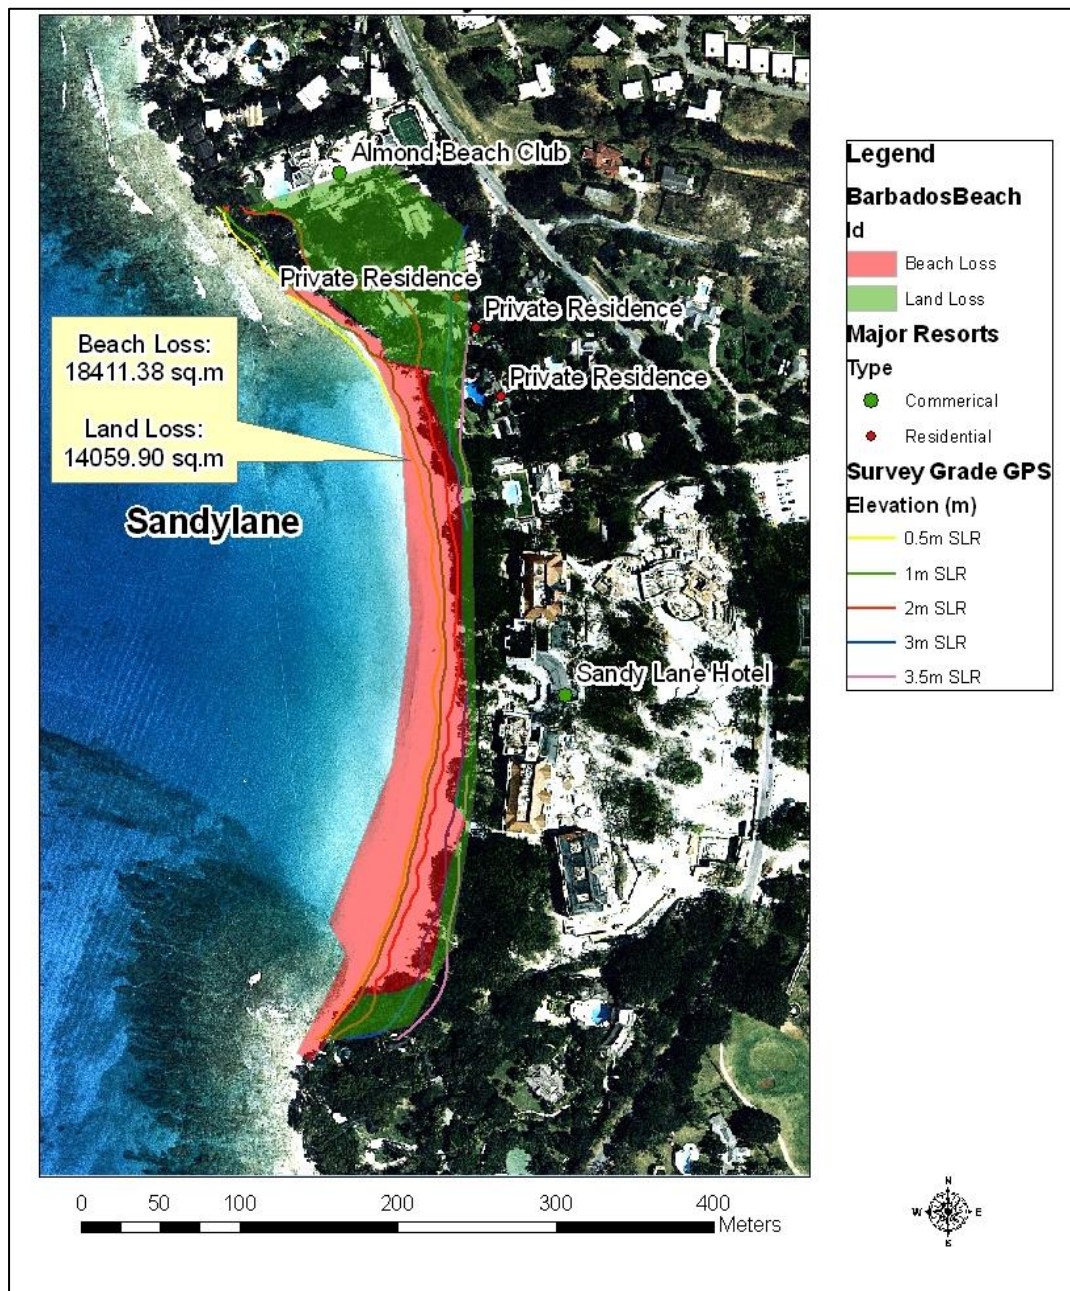 Almond Beach Club
Private Residence
Private Residence
Private Residence
Beach Loss:
18411.38 sq.m
Land Loss:
14059.90 sq.m
Sandylane
Sandy Lane Hotel
Legend
BarbadosBeach
Id
Beach Loss
Land Loss
Major Resorts
Type
Commerical
Residential
Survey Grade GPS
Elevation (m)
0.5m SLR
1m SLR
2m SLR
3m SLR
3.5m SLR
0 50 100 200 300 400
Meters
N
W E
S